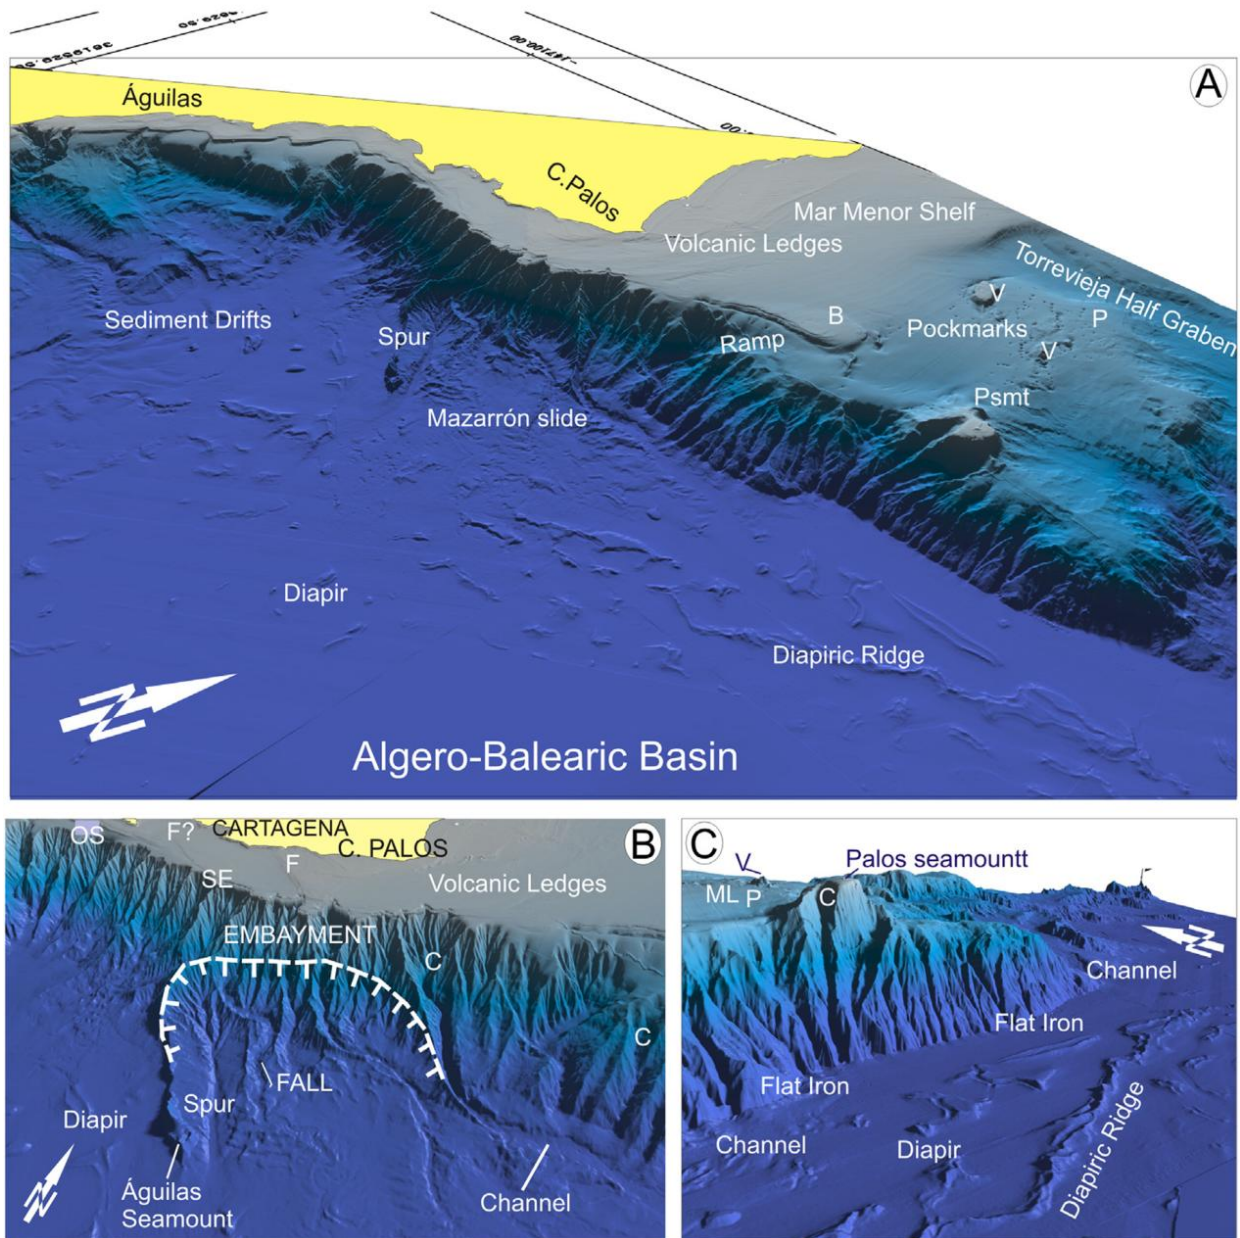 A
Águilas
C.Palos
Mar Menor Shelf
Volcanic Ledges
Torrevieja Half Graben
V
B
Pockmarks
P
Ramp
V
Sediment Drifts
Spur
Psmt
Mazarrón slide
Diapir
Diapiric Ridge
N
Algero-Balearic Basin
B
OS
F?
CARTAGENA
C. PALOS
F
SE
Volcanic Ledges
EMBAYMENT
C
C
FALL
Spur
Diapir
N
Águilas
Seamount
Channel
C
V
Palos seamountt
ML
P
C
N
Channel
Flat Iron
Flat Iron
Channel
Diapir
Diapiric Ridge